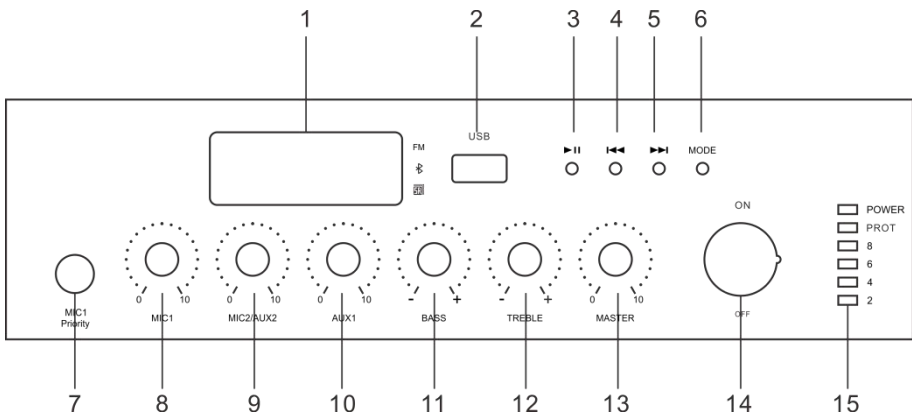 1 2 3 4 5 6
USB
FM
MODE
ON
POWER
PROT
8
6
4
2
0 10 0 10 0 10 - + - + 0 10
MIC1
Priority
MIC1 MIC2/AUX2 AUX1 BASS TREBLE MASTER
OFF
7 8 9 10 11 12 13 14 15